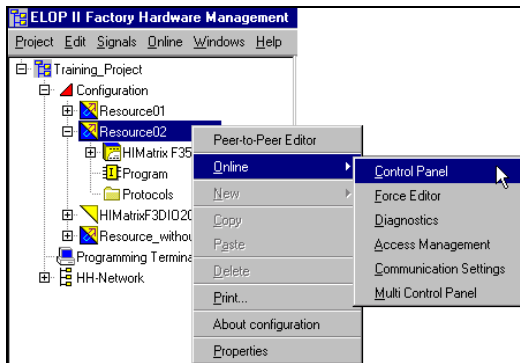 ELOP II Factory Hardware Management
Project Edit Signals Online Windows Help
Training_Project
Configuration
Resource01
Resource02
HIMatrix F35
Program
Protocols
HIMatrixF3DIO20
Resource_withou
Programming Termina
HH-Network
Peer-to-Peer Editor
Online
New
Copy
Paste
Delete
Print...
About configuration
Properties
Control Panel
Force Editor
Diagnostics
Access Management
Communication Settings
Multi Control Panel